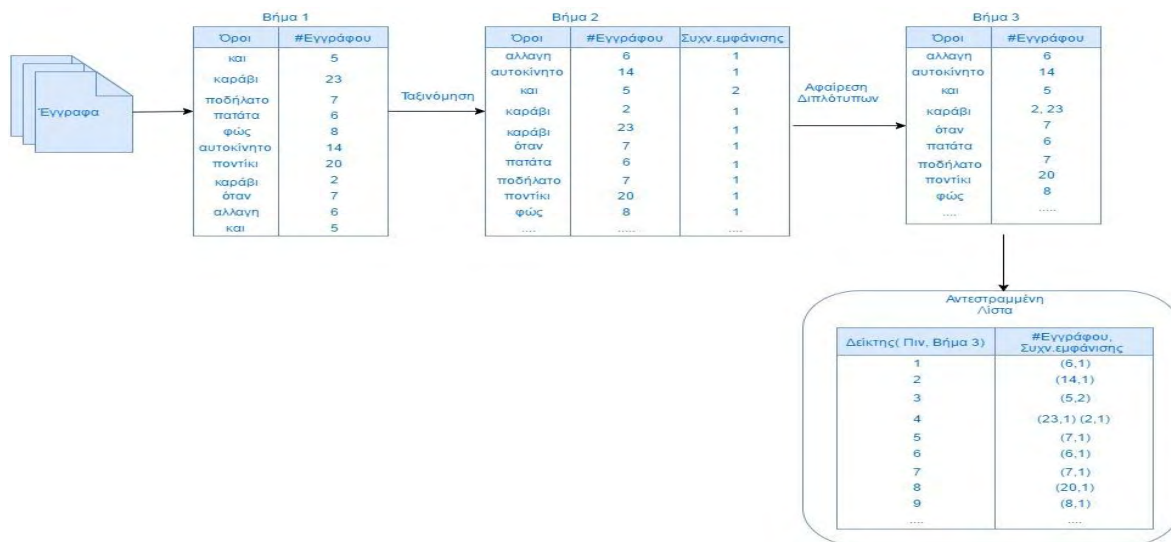 Βήμα 1
Όροι #Εγγράφου
και 5
καράβι 23
ποδήλατο 7
πατάτα 6
φώς 8
αυτοκίνητο 14
ποντίκι 20
καράβι 2
όταν 7
αλλαγη 6
και 5
Έγγραφα
Ταξινόμηση
Βήμα 2
Όροι #Εγγράφου Συχν.εμφάνισης
αλλαγη 6 1
αυτοκίνητο 14 1
και 5 2
καράβι 2 1
καράβι 23 1
όταν 7 1
πατάτα 6 1
ποδήλατο 7 1
ποντίκι 20 1
φώς 8 1
.... ..... ....
Αφαίρεση
Διπλότυπων
Βήμα 3
Όροι #Εγγράφου
αλλαγη 6
αυτοκίνητο 14
και 5
καράβι 2, 23
όταν 7
πατάτα 6
ποδήλατο 7
ποντίκι 20
φώς 8
.... .....
Αντεστραμμένη
Λίστα
Δείκτης( Πιν, Βήμα 3) #Εγγράφου,
Συχν.εμφάνισης
1 (6,1)
2 (14,1)
3 (5,2)
4 (23,1) (2,1)
5 (7,1)
6 (6,1)
7 (7,1)
8 (20,1)
9 (8,1)
.... ....